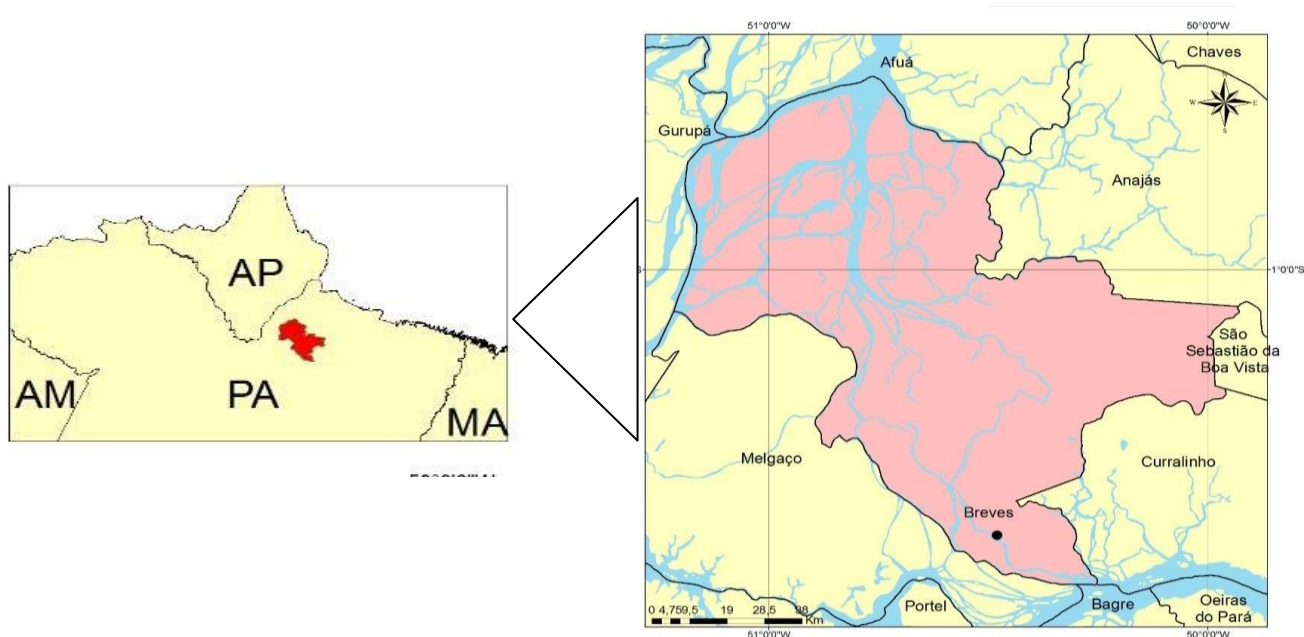 AP
AM
PA
MA
51°0'0"W
50°0'0"W
Chaves
Afuá
N
W
E
S
Gurupá
Anajás
1°0'0"S
São
Sebastião da
Boa Vista
Melgaço
Curralinho
Breves
Portel
Bagre
Oeiras
do Pará
0 4,759,5 19 28,5 38
Km
51°0'0"W
50°0'0"W